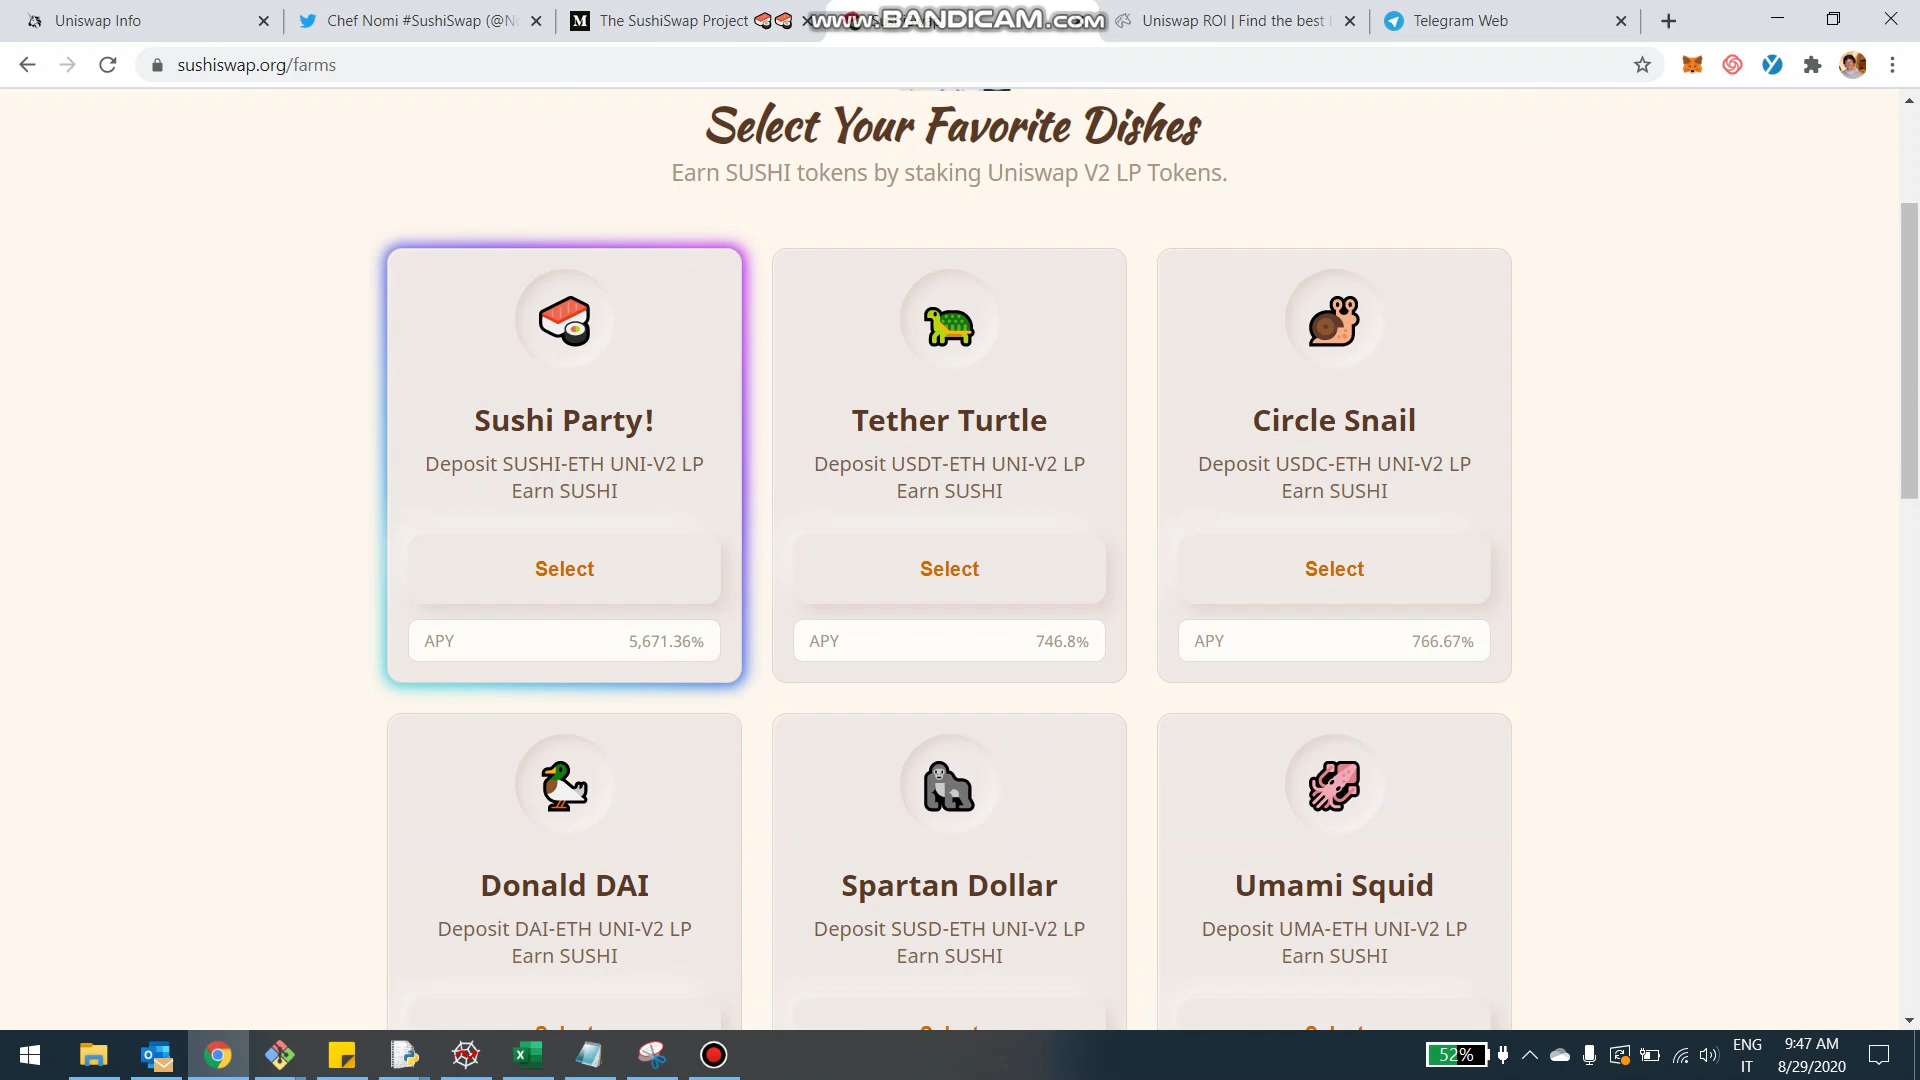 Uniswap Info
Chef Nomi #SushiSwap (@No
The SushiSwap Project 🍣🍣
www.BANDICAM.com
Uniswap ROI | Find the best
Telegram Web
sushiswap.org/farms
Select Your Favorite Dishes
Earn SUSHI tokens by staking Uniswap V2 LP Tokens.
Sushi Party!
Deposit SUSHI-ETH UNI-V2 LP
Earn SUSHI
Select
APY 5,671.36%
Tether Turtle
Deposit USDT-ETH UNI-V2 LP
Earn SUSHI
Select
APY 746.8%
Circle Snail
Deposit USDC-ETH UNI-V2 LP
Earn SUSHI
Select
APY 766.67%
Donald DAI
Deposit DAI-ETH UNI-V2 LP
Earn SUSHI
Spartan Dollar
Deposit SUSD-ETH UNI-V2 LP
Earn SUSHI
Umami Squid
Deposit UMA-ETH UNI-V2 LP
Earn SUSHI
52%
ENG
IT
9:47 AM
8/29/2020